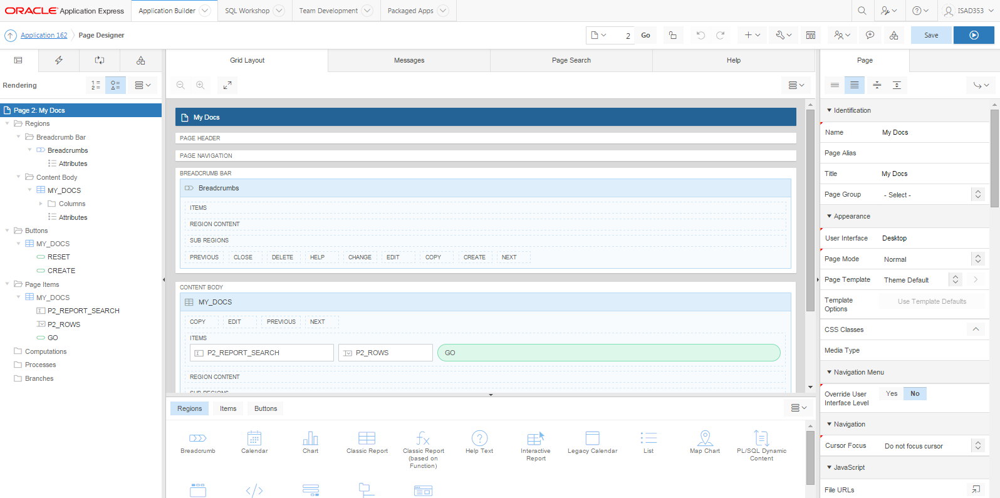 ORACLE Application Express
Application Builder
SQL Workshop
Team Development
Packaged Apps
ISAD353
Application 162
Page Designer
2
Go
Save
Rendering
1
2
Page 2: My Docs
Regions
Breadcrumb Bar
Breadcrumbs
Attributes
Content Body
MY_DOCS
Columns
Attributes
Buttons
MY_DOCS
RESET
CREATE
Page Items
MY_DOCS
P2_REPORT_SEARCH
P2_ROWS
GO
Computations
Processes
Branches
Grid Layout
Messages
Page Search
Help
My Docs
PAGE HEADER
PAGE NAVIGATION
BREADCRUMB BAR
Breadcrumbs
ITEMS
REGION CONTENT
SUB REGIONS
PREVIOUS CLOSE DELETE HELP CHANGE EDIT COPY CREATE NEXT
CONTENT BODY
MY_DOCS
COPY EDIT PREVIOUS NEXT
ITEMS
P2_REPORT_SEARCH
P2_ROWS
GO
REGION CONTENT
SUB REGIONS
Regions
Items
Buttons
Breadcrumb
Calendar
Chart
Classic Report
Classic Report
(based on
Function)
Help Text
Interactive
Report
Legacy Calendar
List
Map Chart
PL/SQL Dynamic
Content
Page
Identification
Name My Docs
Page Alias
Title My Docs
Page Group - Select -
Appearance
User Interface Desktop
Page Mode Normal
Page Template Theme Default
Template
Options
Use Template Defaults
CSS Classes
Media Type
Navigation Menu
Override User
Interface Level
Yes No
Navigation
Cursor Focus Do not focus cursor
JavaScript
File URLs